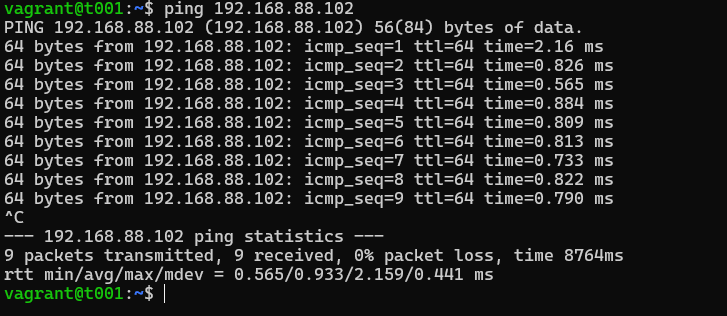 vagrant@t001:~$ ping 192.168.88.102
PING 192.168.88.102 (192.168.88.102) 56(84) bytes of data.
64 bytes from 192.168.88.102: icmp_seq=1 ttl=64 time=2.16 ms
64 bytes from 192.168.88.102: icmp_seq=2 ttl=64 time=0.826 ms
64 bytes from 192.168.88.102: icmp_seq=3 ttl=64 time=0.565 ms
64 bytes from 192.168.88.102: icmp_seq=4 ttl=64 time=0.884 ms
64 bytes from 192.168.88.102: icmp_seq=5 ttl=64 time=0.809 ms
64 bytes from 192.168.88.102: icmp_seq=6 ttl=64 time=0.813 ms
64 bytes from 192.168.88.102: icmp_seq=7 ttl=64 time=0.733 ms
64 bytes from 192.168.88.102: icmp_seq=8 ttl=64 time=0.822 ms
64 bytes from 192.168.88.102: icmp_seq=9 ttl=64 time=0.790 ms
^C
--- 192.168.88.102 ping statistics ---
9 packets transmitted, 9 received, 0% packet loss, time 8764ms
rtt min/avg/max/mdev = 0.565/0.933/2.159/0.441 ms
vagrant@t001:~$